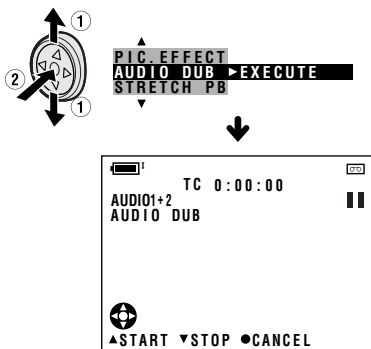 ①
②
①
PIC.EFFECT
AUDIO DUB ►EXECUTE
STRETCH PB
TC 0:00:00
AUDIO1+2
AUDIO DUB
▲START ▼STOP ●CANCEL